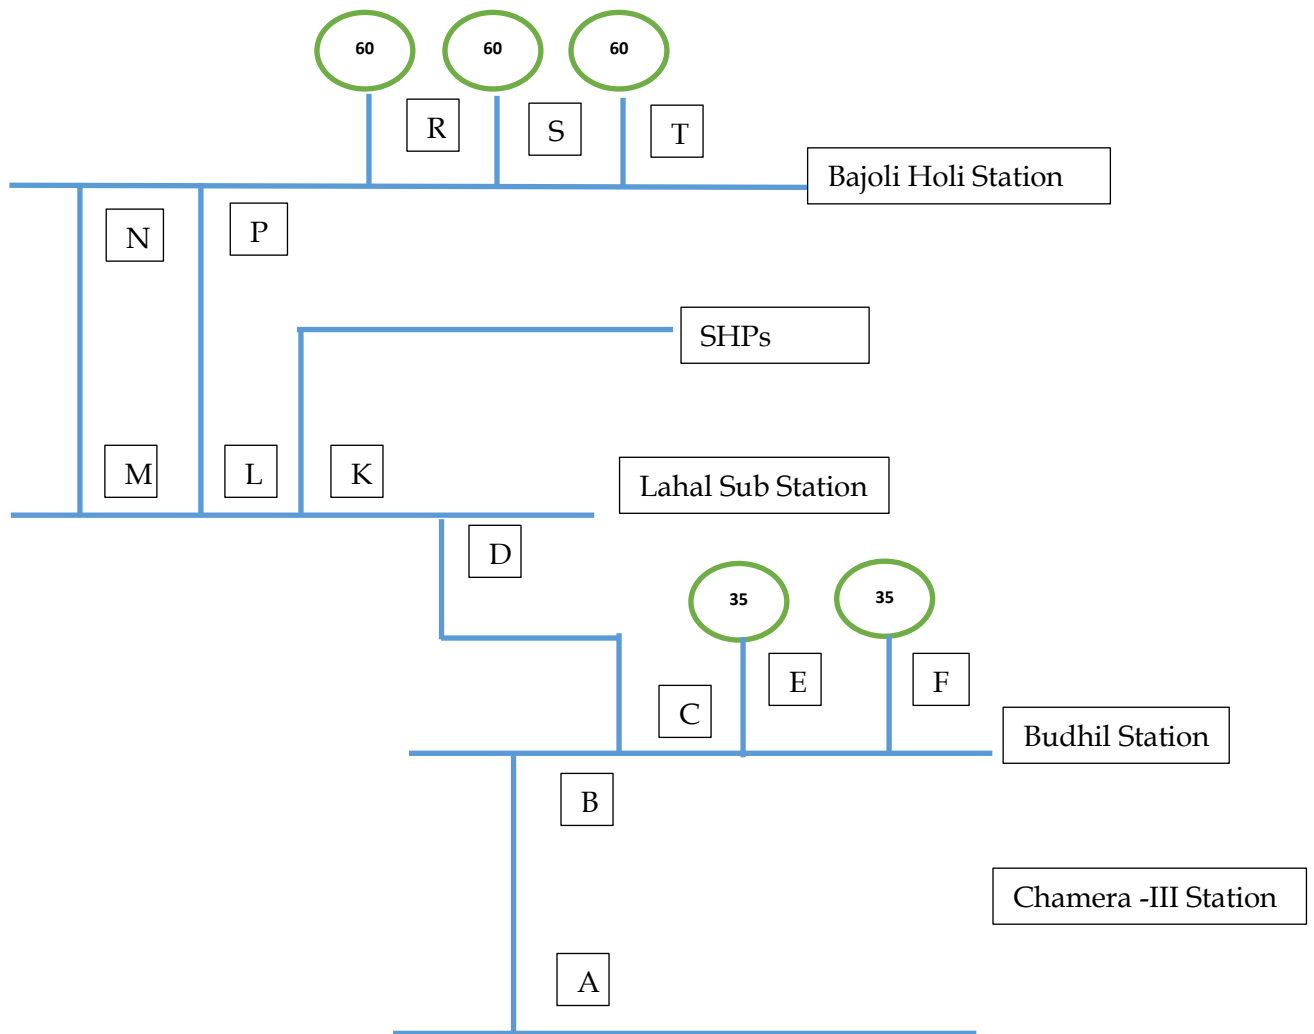 60 60 60
R S T
Bajoli Holi Station
N P
SHPs
M L K
Lahal Sub Station
D
35 35
E F
C
Budhil Station
B
Chamera -III Station
A